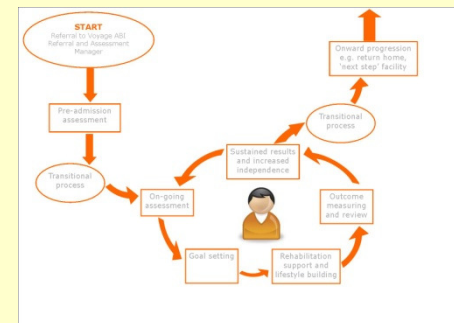 START
Referral to Voyage ABI
Referral and Assessment
Manager
Pre-admission
assessment
Transitional
process
On-going
assessment
Goal setting
Rehabilitation
support and
lifestyle building
Outcome
measuring
and review
Sustained results
and increased
independence
Transitional
process
Onward progression
e.g. return home,
'next step' facility